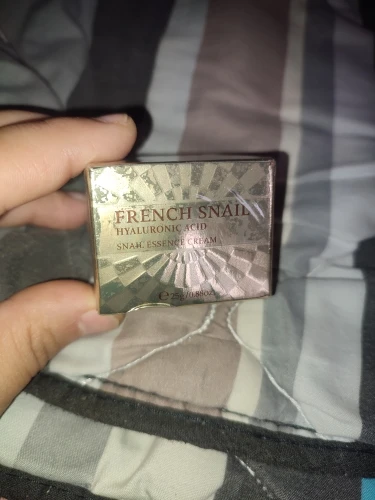 FRENCH SNAIL
HYALURONIC ACID
SNAIL ESSENCE CREAM